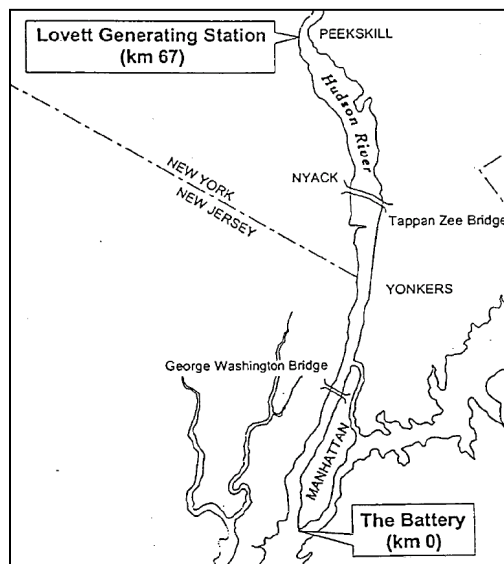 Lovett Generating Station
(km 67)
PEEKSKILL
Hudson River
NYACK
NEW YORK
NEW JERSEY
Tappan Zee Bridge
YONKERS
George Washington Bridge
MANHATTAN
The Battery
(km 0)